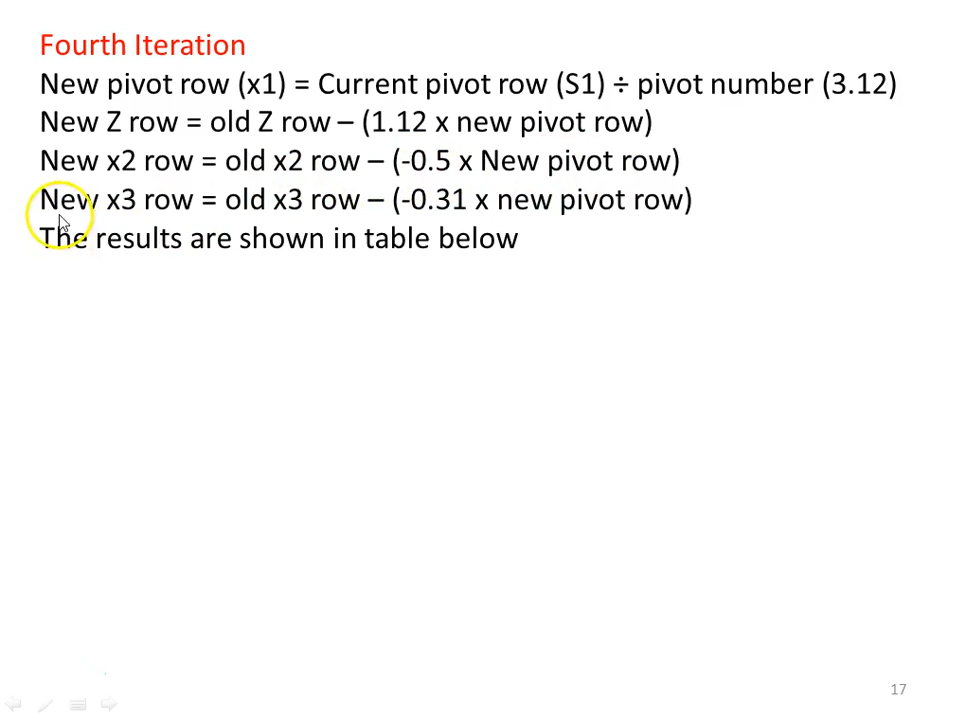 Fourth Iteration
New pivot row (x1) = Current pivot row (S1) ÷ pivot number (3.12)
New Z row = old Z row – (1.12 x new pivot row)
New x2 row = old x2 row – (-0.5 x New pivot row)
New x3 row = old x3 row – (-0.31 x new pivot row)
The results are shown in table below
17